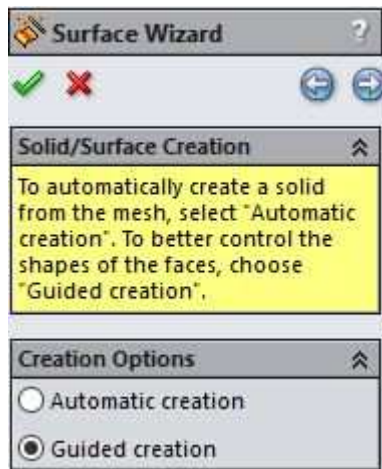 Surface Wizard ?
Solid/Surface Creation
To automatically create a solid
from the mesh, select "Automatic
creation". To better control the
shapes of the faces, choose
"Guided creation".
Creation Options
Automatic creation
Guided creation